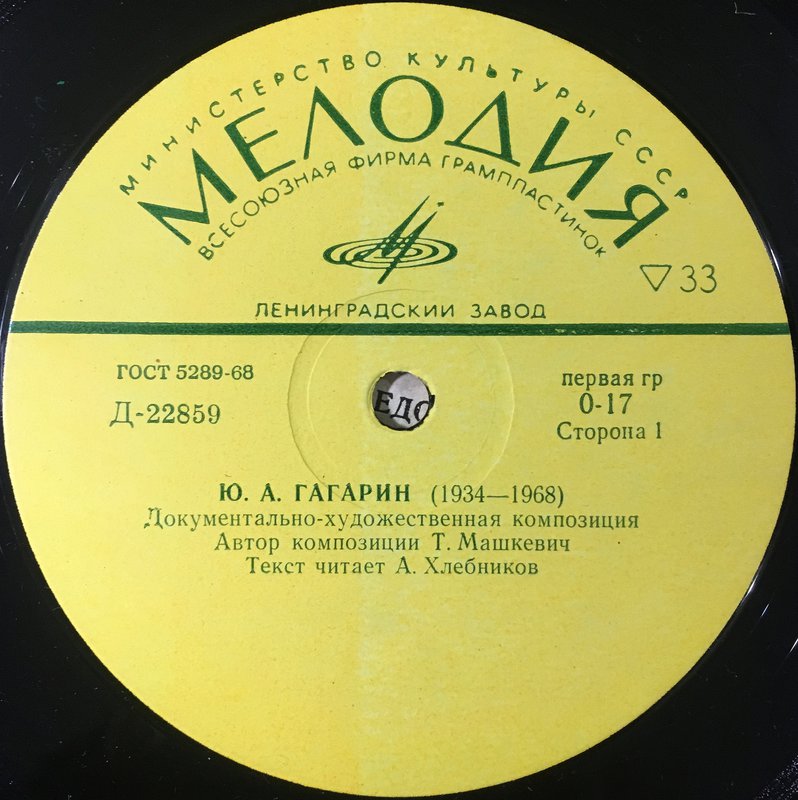 МИНИСТЕРСТВО КУЛЬТУРЫ СССР
МЕЛОДИЯ
ВСЕСОЮЗНАЯ ФИРМА ГРАМПЛАСТИНОК
33
ЛЕНИНГРАДСКИЙ ЗАВОД
ГОСТ 5289-68
Д-22859
первая гр
0-17
Сторона 1
ЕДО
Ю. А. ГАГАРИН (1934—1968)
Документально-художественная композиция
Автор композиции Т. Машкевич
Текст читает А. Хлебников